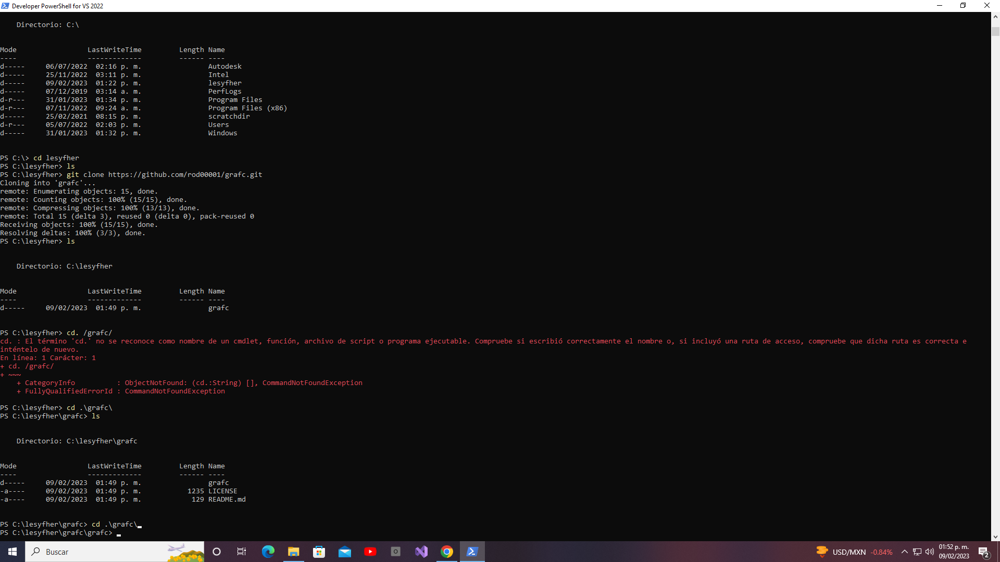 Developer PowerShell for VS 2022
    Directorio: C:\
Mode                 LastWriteTime         Length Name
----                 -------------         ------ ----
d-----     06/07/2022  02:16 p. m.                Autodesk
d-----     25/11/2022  03:11 p. m.                Intel
d-----     09/02/2023  01:22 p. m.                lesyfher
d-----     07/12/2019  03:14 a. m.                PerfLogs
d-r---     31/01/2023  01:34 p. m.                Program Files
d-r---     07/11/2022  09:24 a. m.                Program Files (x86)
d-----     25/02/2021  08:15 p. m.                scratchdir
d-r---     05/07/2022  02:03 p. m.                Users
d-----     31/01/2023  01:32 p. m.                Windows
PS C:\> cd lesyfher
PS C:\lesyfher> ls
PS C:\lesyfher> git clone https://github.com/rod00001/grafc.git
Cloning into 'grafc'...
remote: Enumerating objects: 15, done.
remote: Counting objects: 100% (15/15), done.
remote: Compressing objects: 100% (13/13), done.
remote: Total 15 (delta 3), reused 0 (delta 0), pack-reused 0
Receiving objects: 100% (15/15), done.
Resolving deltas: 100% (3/3), done.
PS C:\lesyfher> ls
    Directorio: C:\lesyfher
Mode                 LastWriteTime         Length Name
----                 -------------         ------ ----
d-----     09/02/2023  01:49 p. m.                grafc
PS C:\lesyfher> cd. /grafc/
cd. : El término 'cd.' no se reconoce como nombre de un cmdlet, función, archivo de script o programa ejecutable. Compruebe si escribió correctamente el nombre o, si incluyó una ruta de acceso, compruebe que dicha ruta es correcta e
inténtelo de nuevo.
En línea: 1 Carácter: 1
+ cd. /grafc/
+ ~~~
    + CategoryInfo          : ObjectNotFound: (cd.:String) [], CommandNotFoundException
    + FullyQualifiedErrorId : CommandNotFoundException
PS C:\lesyfher> cd .\grafc\
PS C:\lesyfher\grafc> ls
    Directorio: C:\lesyfher\grafc
Mode                 LastWriteTime         Length Name
----                 -------------         ------ ----
d-----     09/02/2023  01:49 p. m.                grafc
-a----     09/02/2023  01:49 p. m.           1235 LICENSE
-a----     09/02/2023  01:49 p. m.            129 README.md
PS C:\lesyfher\grafc> cd .\grafc\
PS C:\lesyfher\grafc\grafc>
Buscar
USD/MXN -0.84%
01:52 p. m.
09/02/2023
2